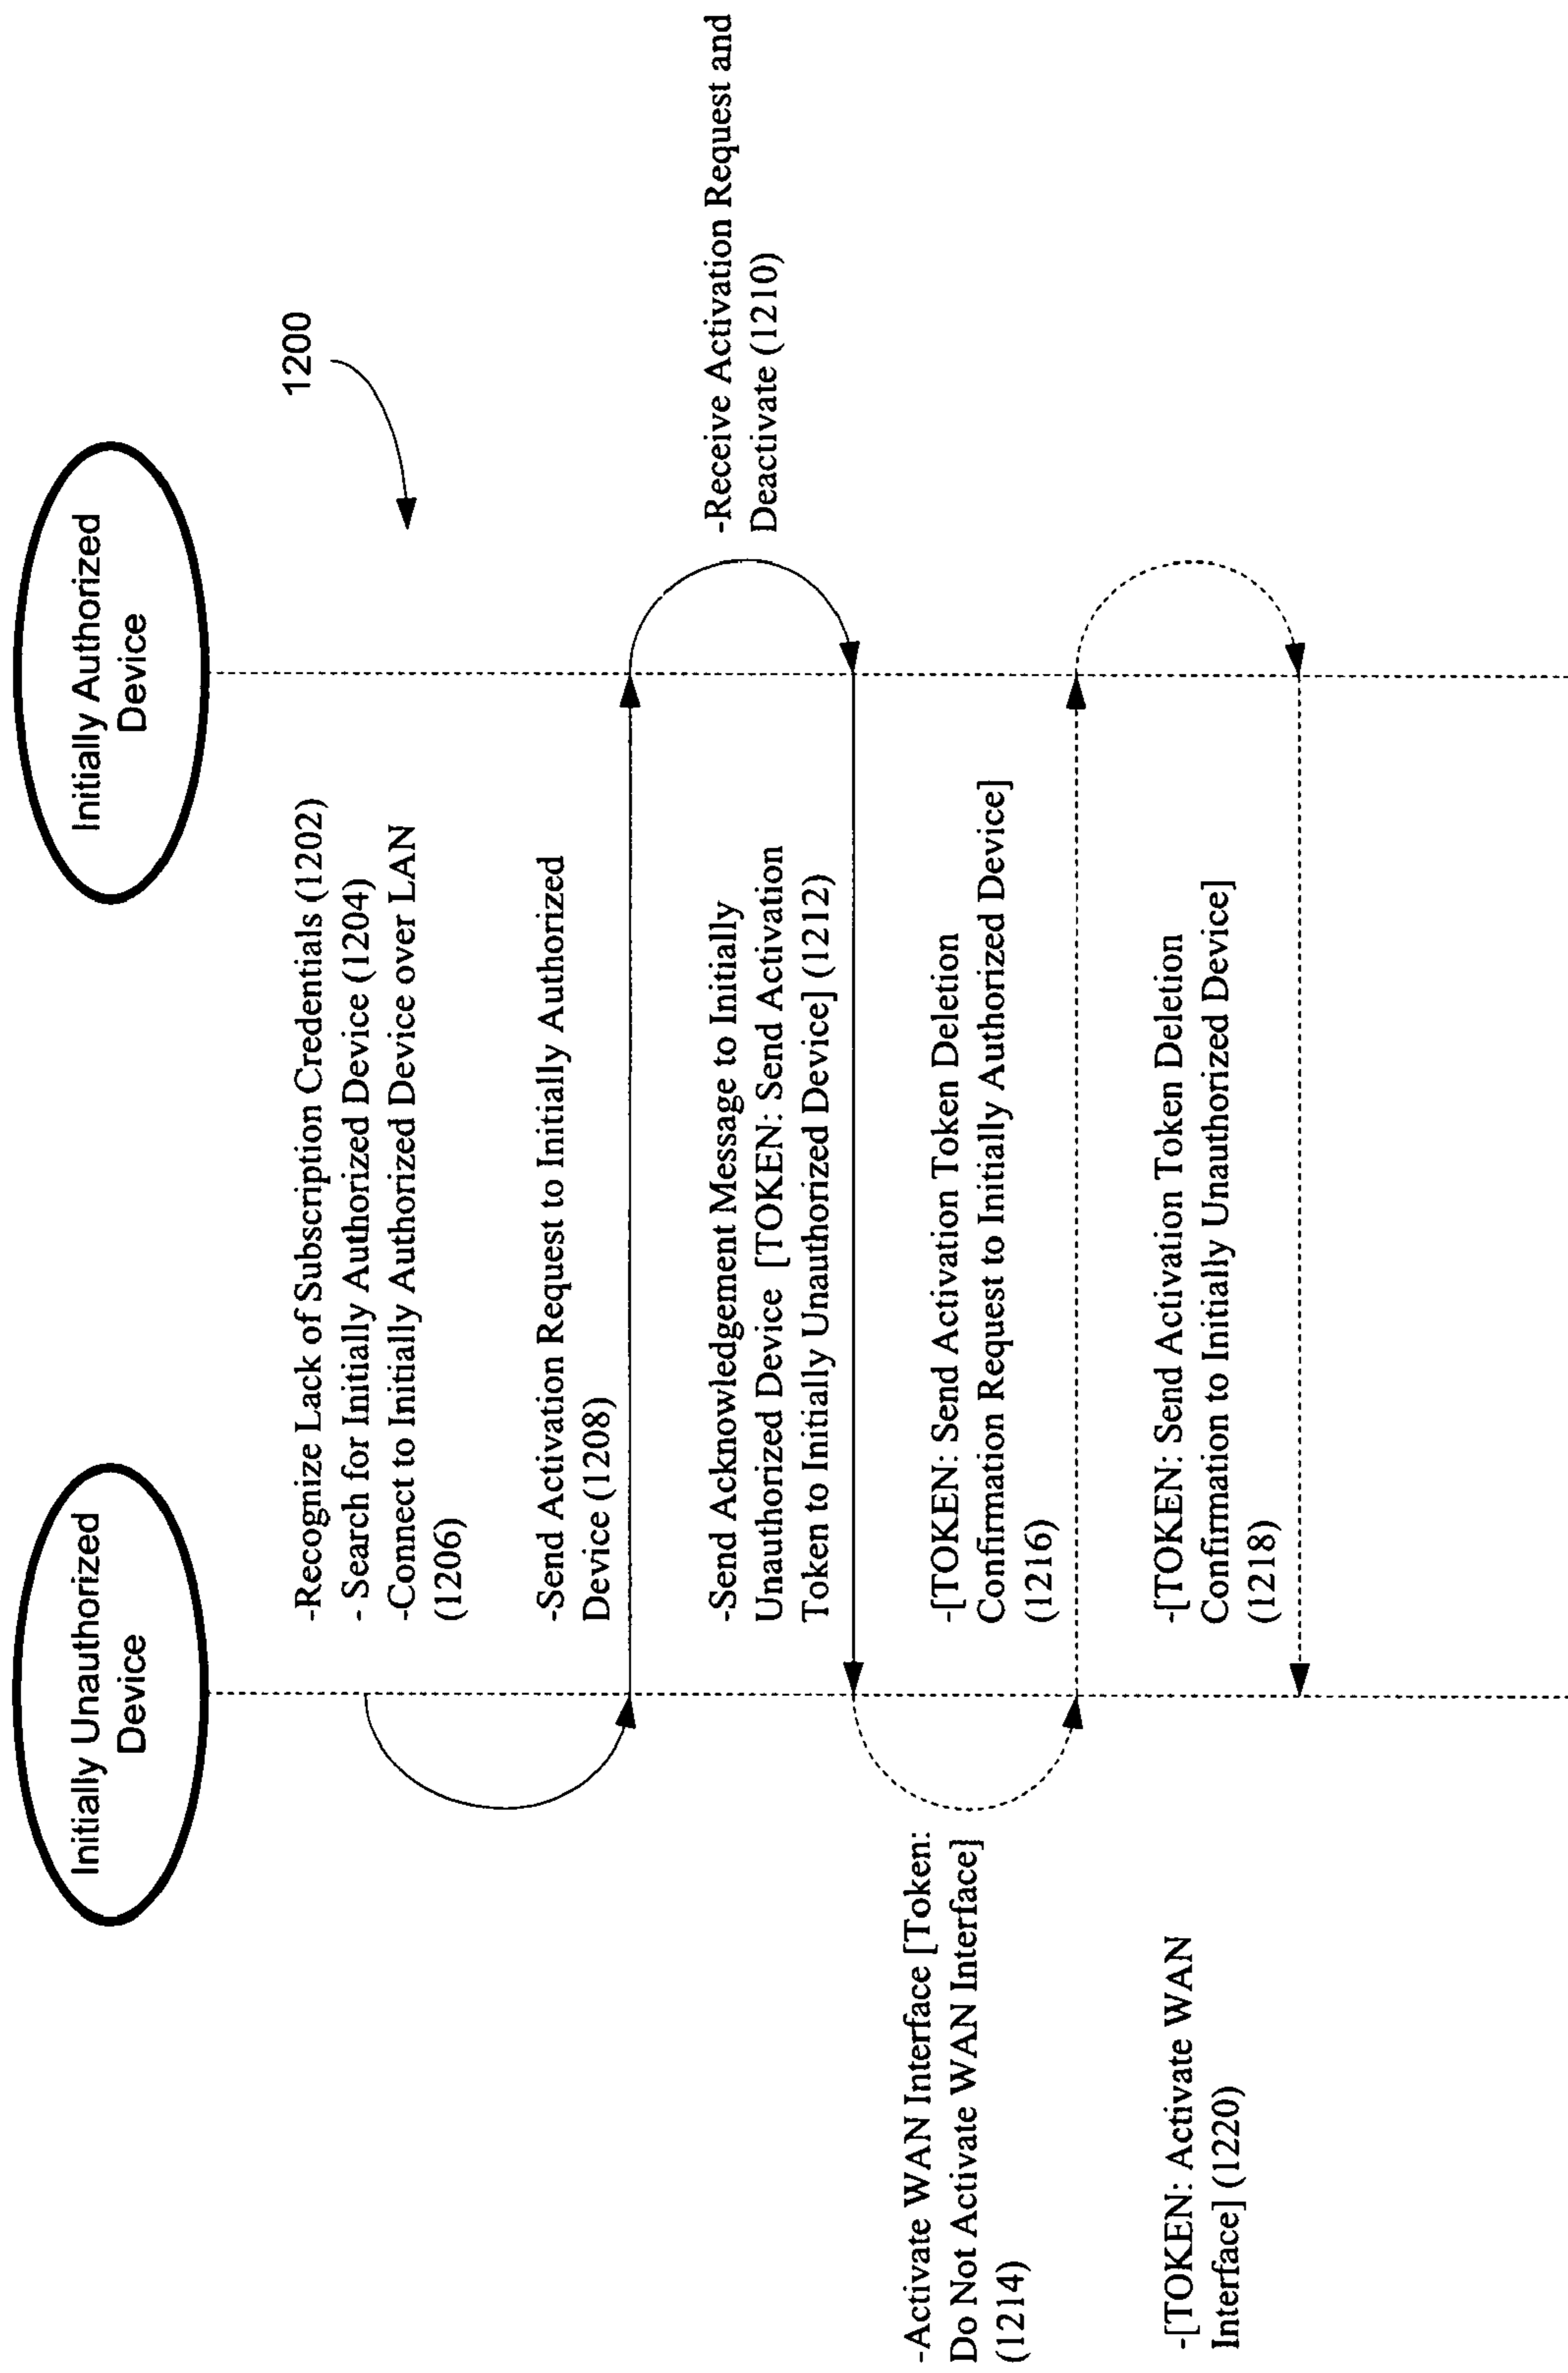 Initially Unauthorized
Device
Initially Authorized
Device
1200
-Recognize Lack of Subscription Credentials (1202)
- Search for Initially Authorized Device (1204)
-Connect to Initially Authorized Device over LAN
(1206)
-Send Activation Request to Initially Authorized
Device (1208)
-Receive Activation Request and
Deactivate (1210)
-Send Acknowledgement Message to Initially
Unauthorized Device [TOKEN: Send Activation
Token to Initially Unauthorized Device] (1212)
-Activate WAN Interface [Token:
Do Not Activate WAN Interface]
(1214)
-[TOKEN: Send Activation Token Deletion
Confirmation Request to Initially Authorized Device]
(1216)
-[TOKEN: Send Activation Token Deletion
Confirmation to Initially Unauthorized Device]
(1218)
-[TOKEN: Activate WAN
Interface] (1220)